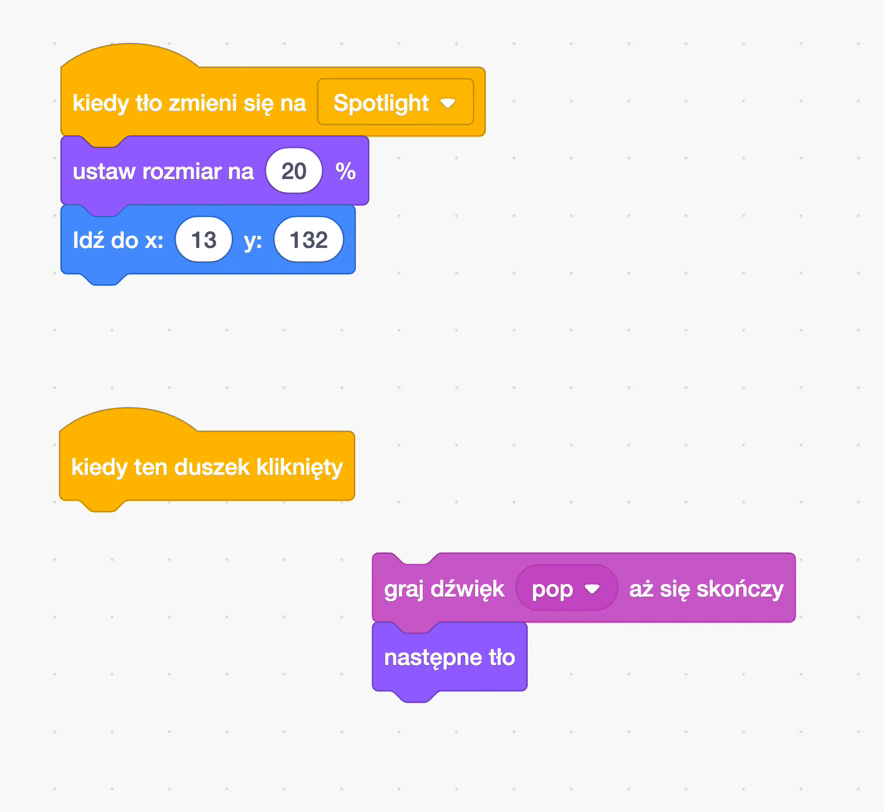 kiedy tło zmieni się na Spotlight
ustaw rozmiar na 20 %
Idź do x: 13 y: 132
kiedy ten duszek kliknięty
graj dźwięk pop aż się skończy
następne tło